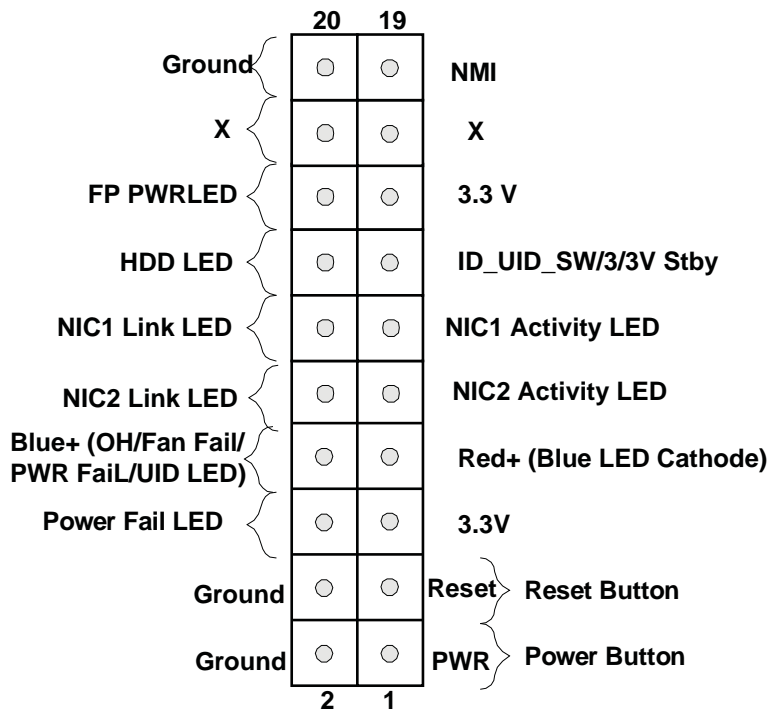 20 19
Ground NMI
X X
FP PWRLED 3.3 V
HDD LED ID_UID_SW/3/3V Stby
NIC1 Link LED NIC1 Activity LED
NIC2 Link LED NIC2 Activity LED
Blue+ (OH/Fan Fail/
PWR FaiL/UID LED) Red+ (Blue LED Cathode)
Power Fail LED 3.3V
Ground Reset Reset Button
Ground PWR Power Button
2 1